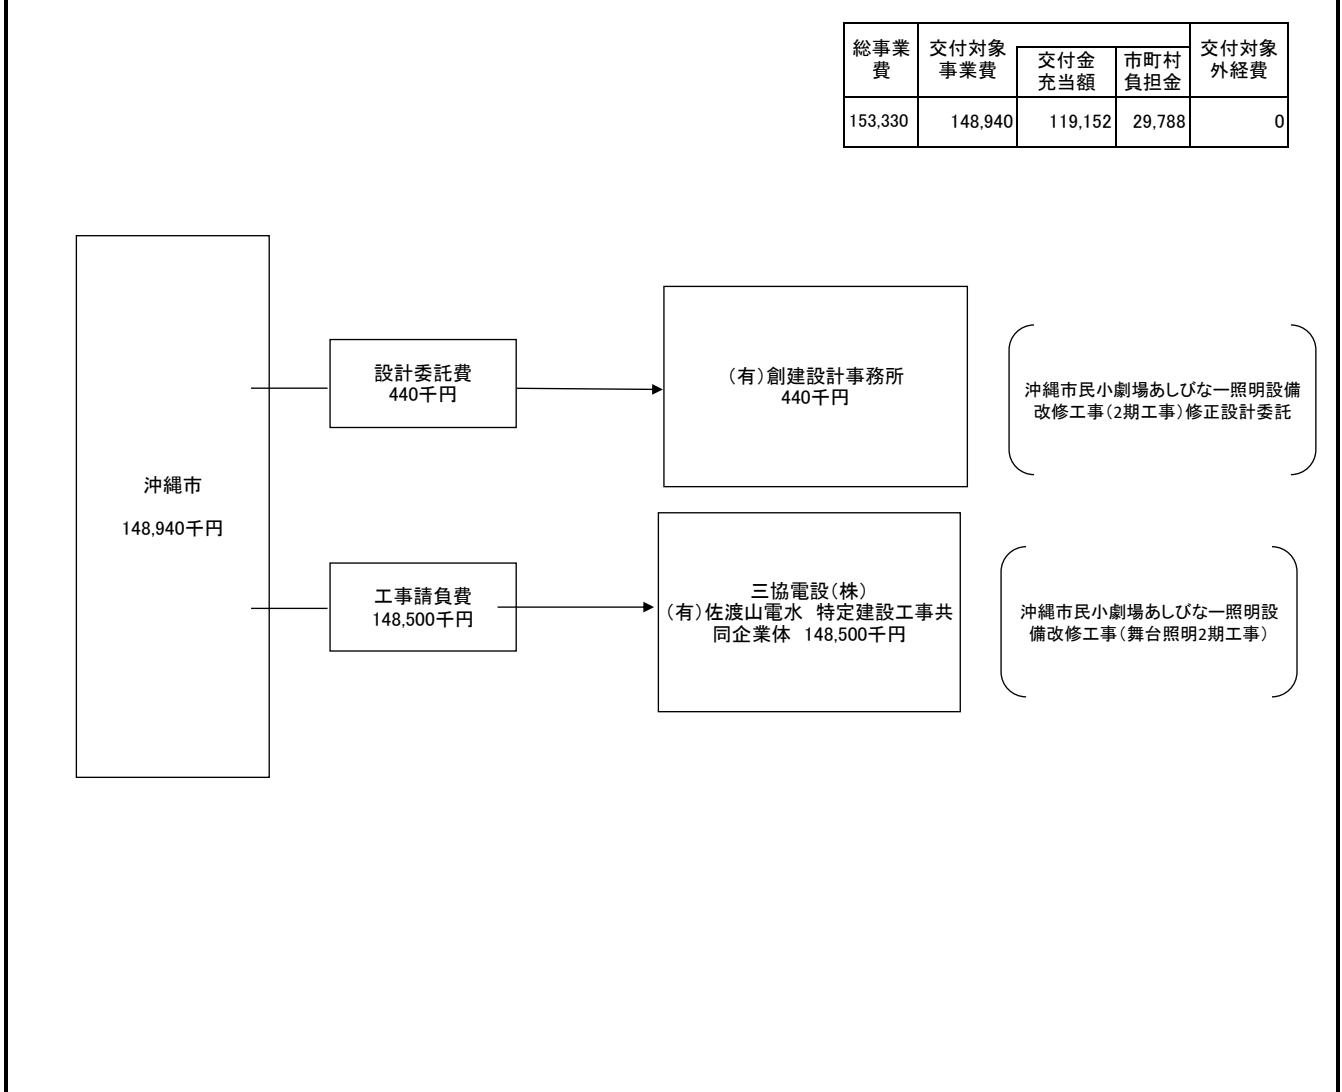 総事業
費
交付対象
事業費
交付金
充当額
市町村
負担金
交付対象
外経費
153,330
148,940
119,152
29,788
0
沖縄市
148,940千円
設計委託費
440千円
（有）創建設計事務所
440千円
沖縄市民小劇場あしびなー照明設備
改修工事（2期工事）修正設計委託
工事請負費
148,500千円
三協電設（株）
（有）佐渡山電水　特定建設工事共
同企業体　148,500千円
沖縄市民小劇場あしびなー照明設
備改修工事（舞台照明2期工事）